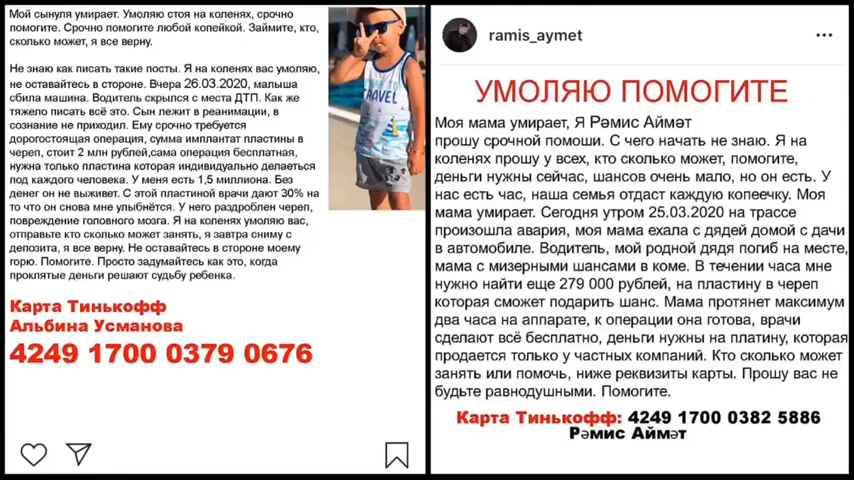 Мой сынуля умирает. Умоляю стоя на коленях, срочно
помогите. Срочно помогите любой копейкой. Займите, кто,
сколько может, я все верну.
Не знаю как писать такие посты. Я на коленях вас умоляю,
не оставайтесь в стороне. Вчера 26.03.2020, малыша
сбила машина. Водитель скрылся с места ДТП. Как же
тяжело писать всё это. Сын лежит в реанимации, в
сознание не приходил. Ему срочно требуется
дорогостоящая операция, сумма имплантат пластины в
череп, стоит 2 млн рублей,сама операция бесплатная,
нужна только пластина которая индивидуально делаеться
под каждого человека. У меня есть 1,5 миллиона. Без
денег он не выживет. С этой пластиной врачи дают 30% на
то что он снова мне улыбнётся. У него раздроблен череп,
повреждение головного мозга. Я на коленях умоляю вас,
отправьте кто сколько может занять, я завтра сниму с
депозита, я все верну. Не оставайтесь в стороне моему
горю. Помогите. Просто задумайтесь как это, когда
проклятые деньги решают судьбу ребенка.
Карта Тинькофф
Альбина Усманова
4249 1700 0379 0676
TRAVEL
ramis_aymet
УМОЛЯЮ ПОМОГИТЕ
Моя мама умирает, Я Рәмис Аймәт
прошу срочной помоши. С чего начать не знаю. Я на
коленях прошу у всех, кто сколько может, помогите,
деньги нужны сейчас, шансов очень мало, но он есть. У
нас есть час, наша семья отдаст каждую копеечку. Моя
мама умирает. Сегодня утром 25.03.2020 на трассе
произошла авария, моя мама ехала с дядей домой с дачи
в автомобиле. Водитель, мой родной дядя погиб на месте,
мама с мизерными шансами в коме. В течении часа мне
нужно найти еще 279 000 рублей, на пластину в череп
которая сможет подарить шанс. Мама протянет максимум
два часа на аппарате, к операции она готова, врачи
сделают всё бесплатно, деньги нужны на платину, которая
продается только у частных компаний. Кто сколько может
занять или помочь, ниже реквизиты карты. Прошу вас не
будьте равнодушными. Помогите.
Карта Тинькофф: 4249 1700 0382 5886
Рәмис Аймәт